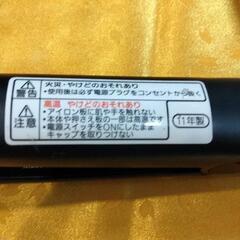 火災・やけどのおそれあり
警告 ・使用後は必ず電源プラグをコンセントから抜く
高温 やけどのおそれあり
・アイロン板に肌や手を触れない
・本体や押さえ板の一部は高温です
注意 ・電源スイッチをONにしたまま
キャップを取りつけない
11年製